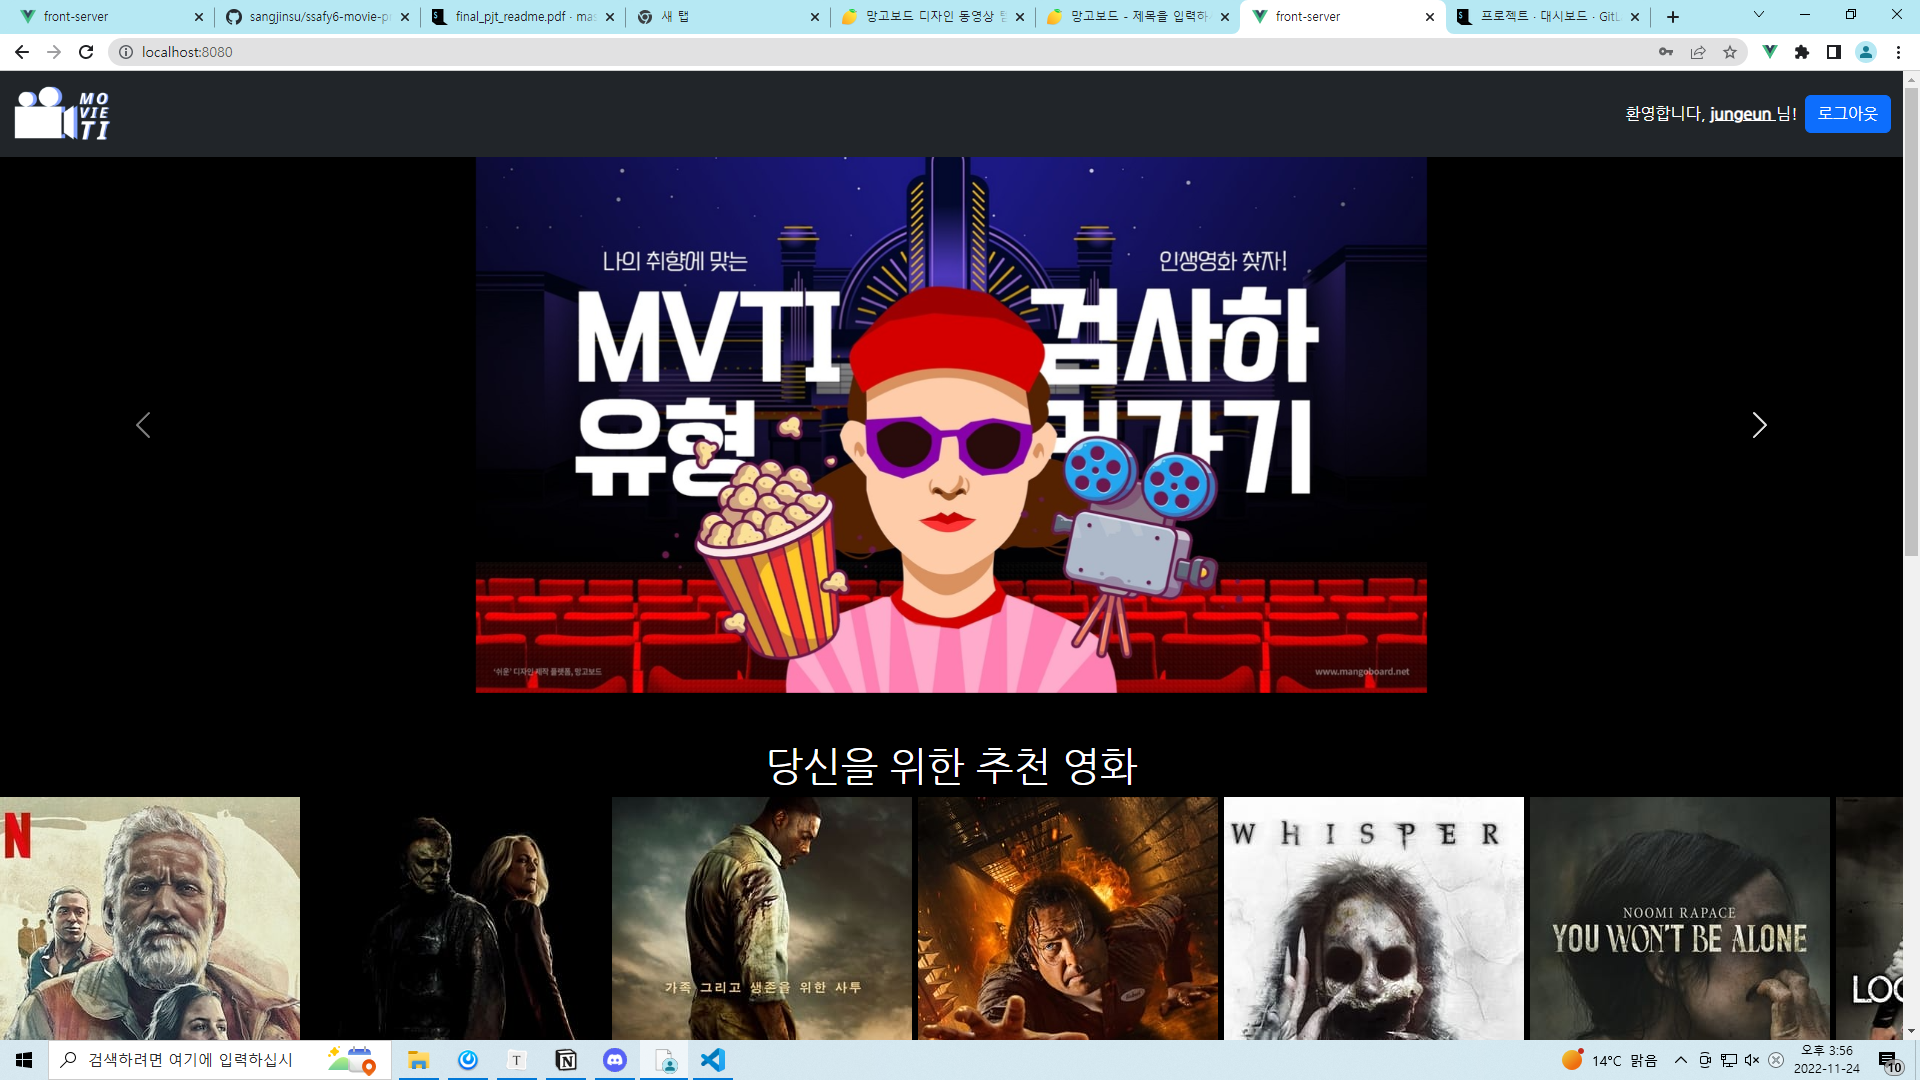 front-server
sangjinsu/ssafy6-movie-pr
final_pjt_readme.pdf · mas
새 탭
망고보드 디자인 동영상 템
망고보드 - 제목을 입력하세
front-server
프로젝트 · 대시보드 · GitL
localhost:8080
MO
VIE
TI
환영합니다, jungeun 님!
로그아웃
나의 취향에 맞는
인생영화 찾자!
MVTI
검사하
유형
러가기
'쉬운' 디자인 제작 플랫폼, 망고보드
www.mangoboard.net
당신을 위한 추천 영화
N
가족 그리고 생존을 위한 사투
WHISPER
NOOMI RAPACE
YOU WON'T BE ALONE
LOO
검색하려면 여기에 입력하십시
14°C 맑음
오후 3:56
2022-11-24
10